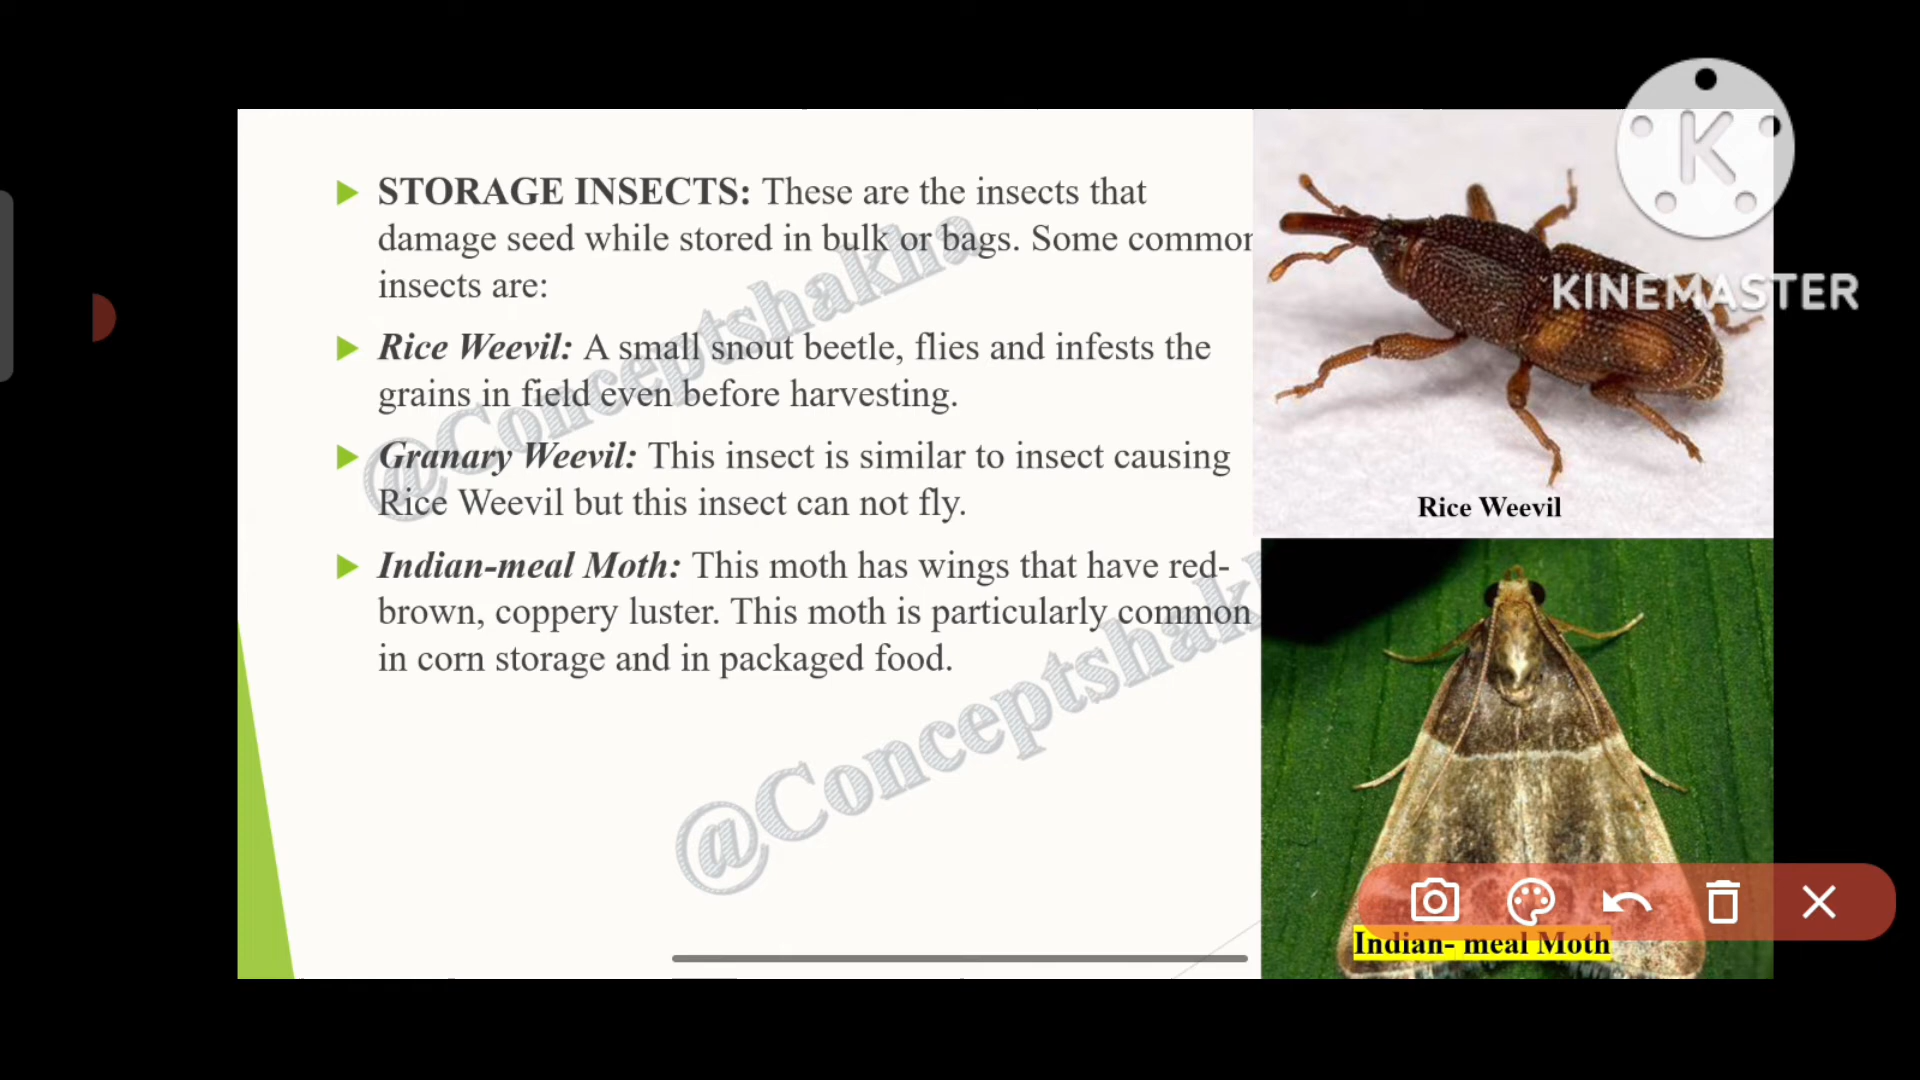 STORAGE INSECTS: These are the insects that
damage seed while stored in bulk or bags. Some common
insects are:
Rice Weevil: A small snout beetle, flies and infests the
grains in field even before harvesting.
Granary Weevil: This insect is similar to insect causing
Rice Weevil but this insect can not fly.
Indian-meal Moth: This moth has wings that have red-
brown, coppery luster. This moth is particularly common
in corn storage and in packaged food.
@Conceptshakha
@Conceptshakha
K
KINEMASTER
Rice Weevil
Indian- meal Moth